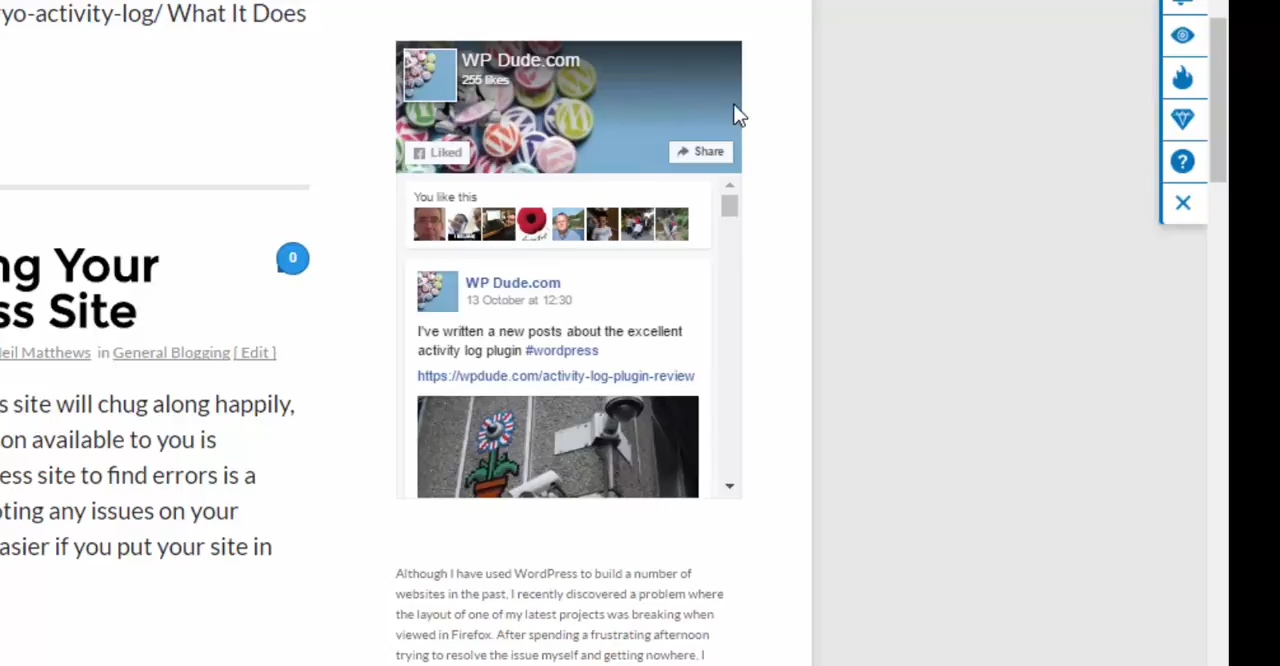 yo-activity-log/ What It Does
ng Your
ss Site
0
Neil Matthews in General Blogging [ Edit ]
s site will chug along happily,
on available to you is
ess site to find errors is a
oting any issues on your
asier if you put your site in
WP Dude.com
255 likes
Liked
Share
You like this
WP Dude.com
13 October at 12:30
I've written a new posts about the excellent
activity log plugin #wordpress
https://wpdude.com/activity-log-plugin-review
Although I have used WordPress to build a number of
websites in the past, I recently discovered a problem where
the layout of one of my latest projects was breaking when
viewed in Firefox. After spending a frustrating afternoon
trying to resolve the issue myself and getting nowhere, I